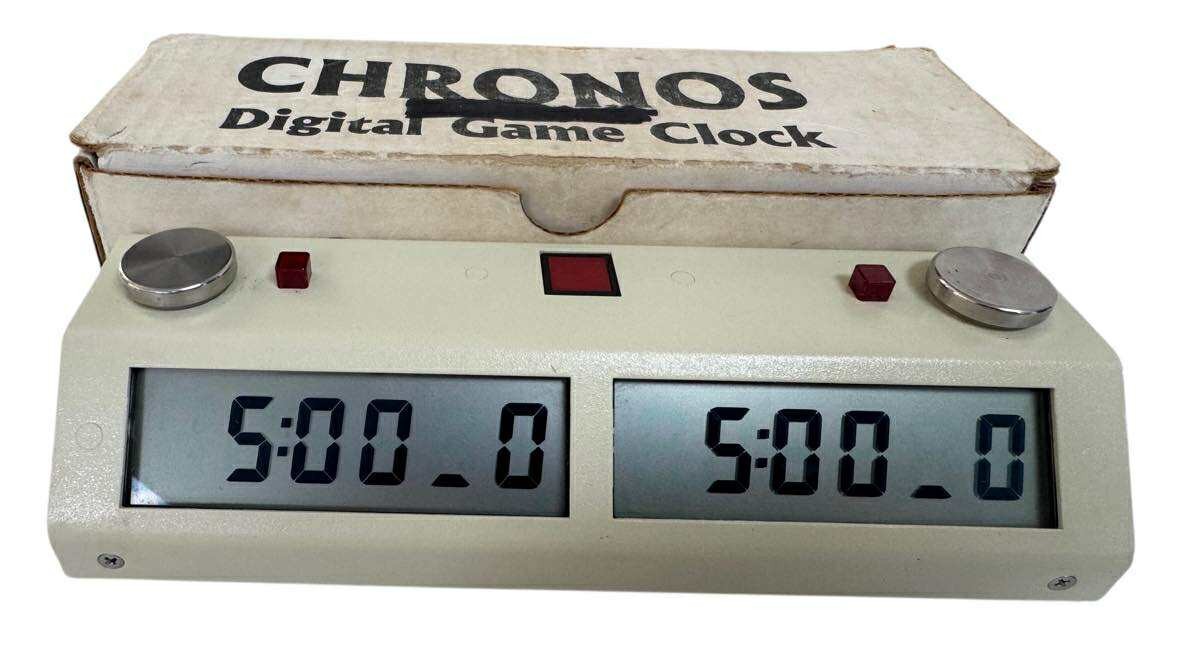 CHRONOS
Digital Game Clock
5:00_0 5:00_0